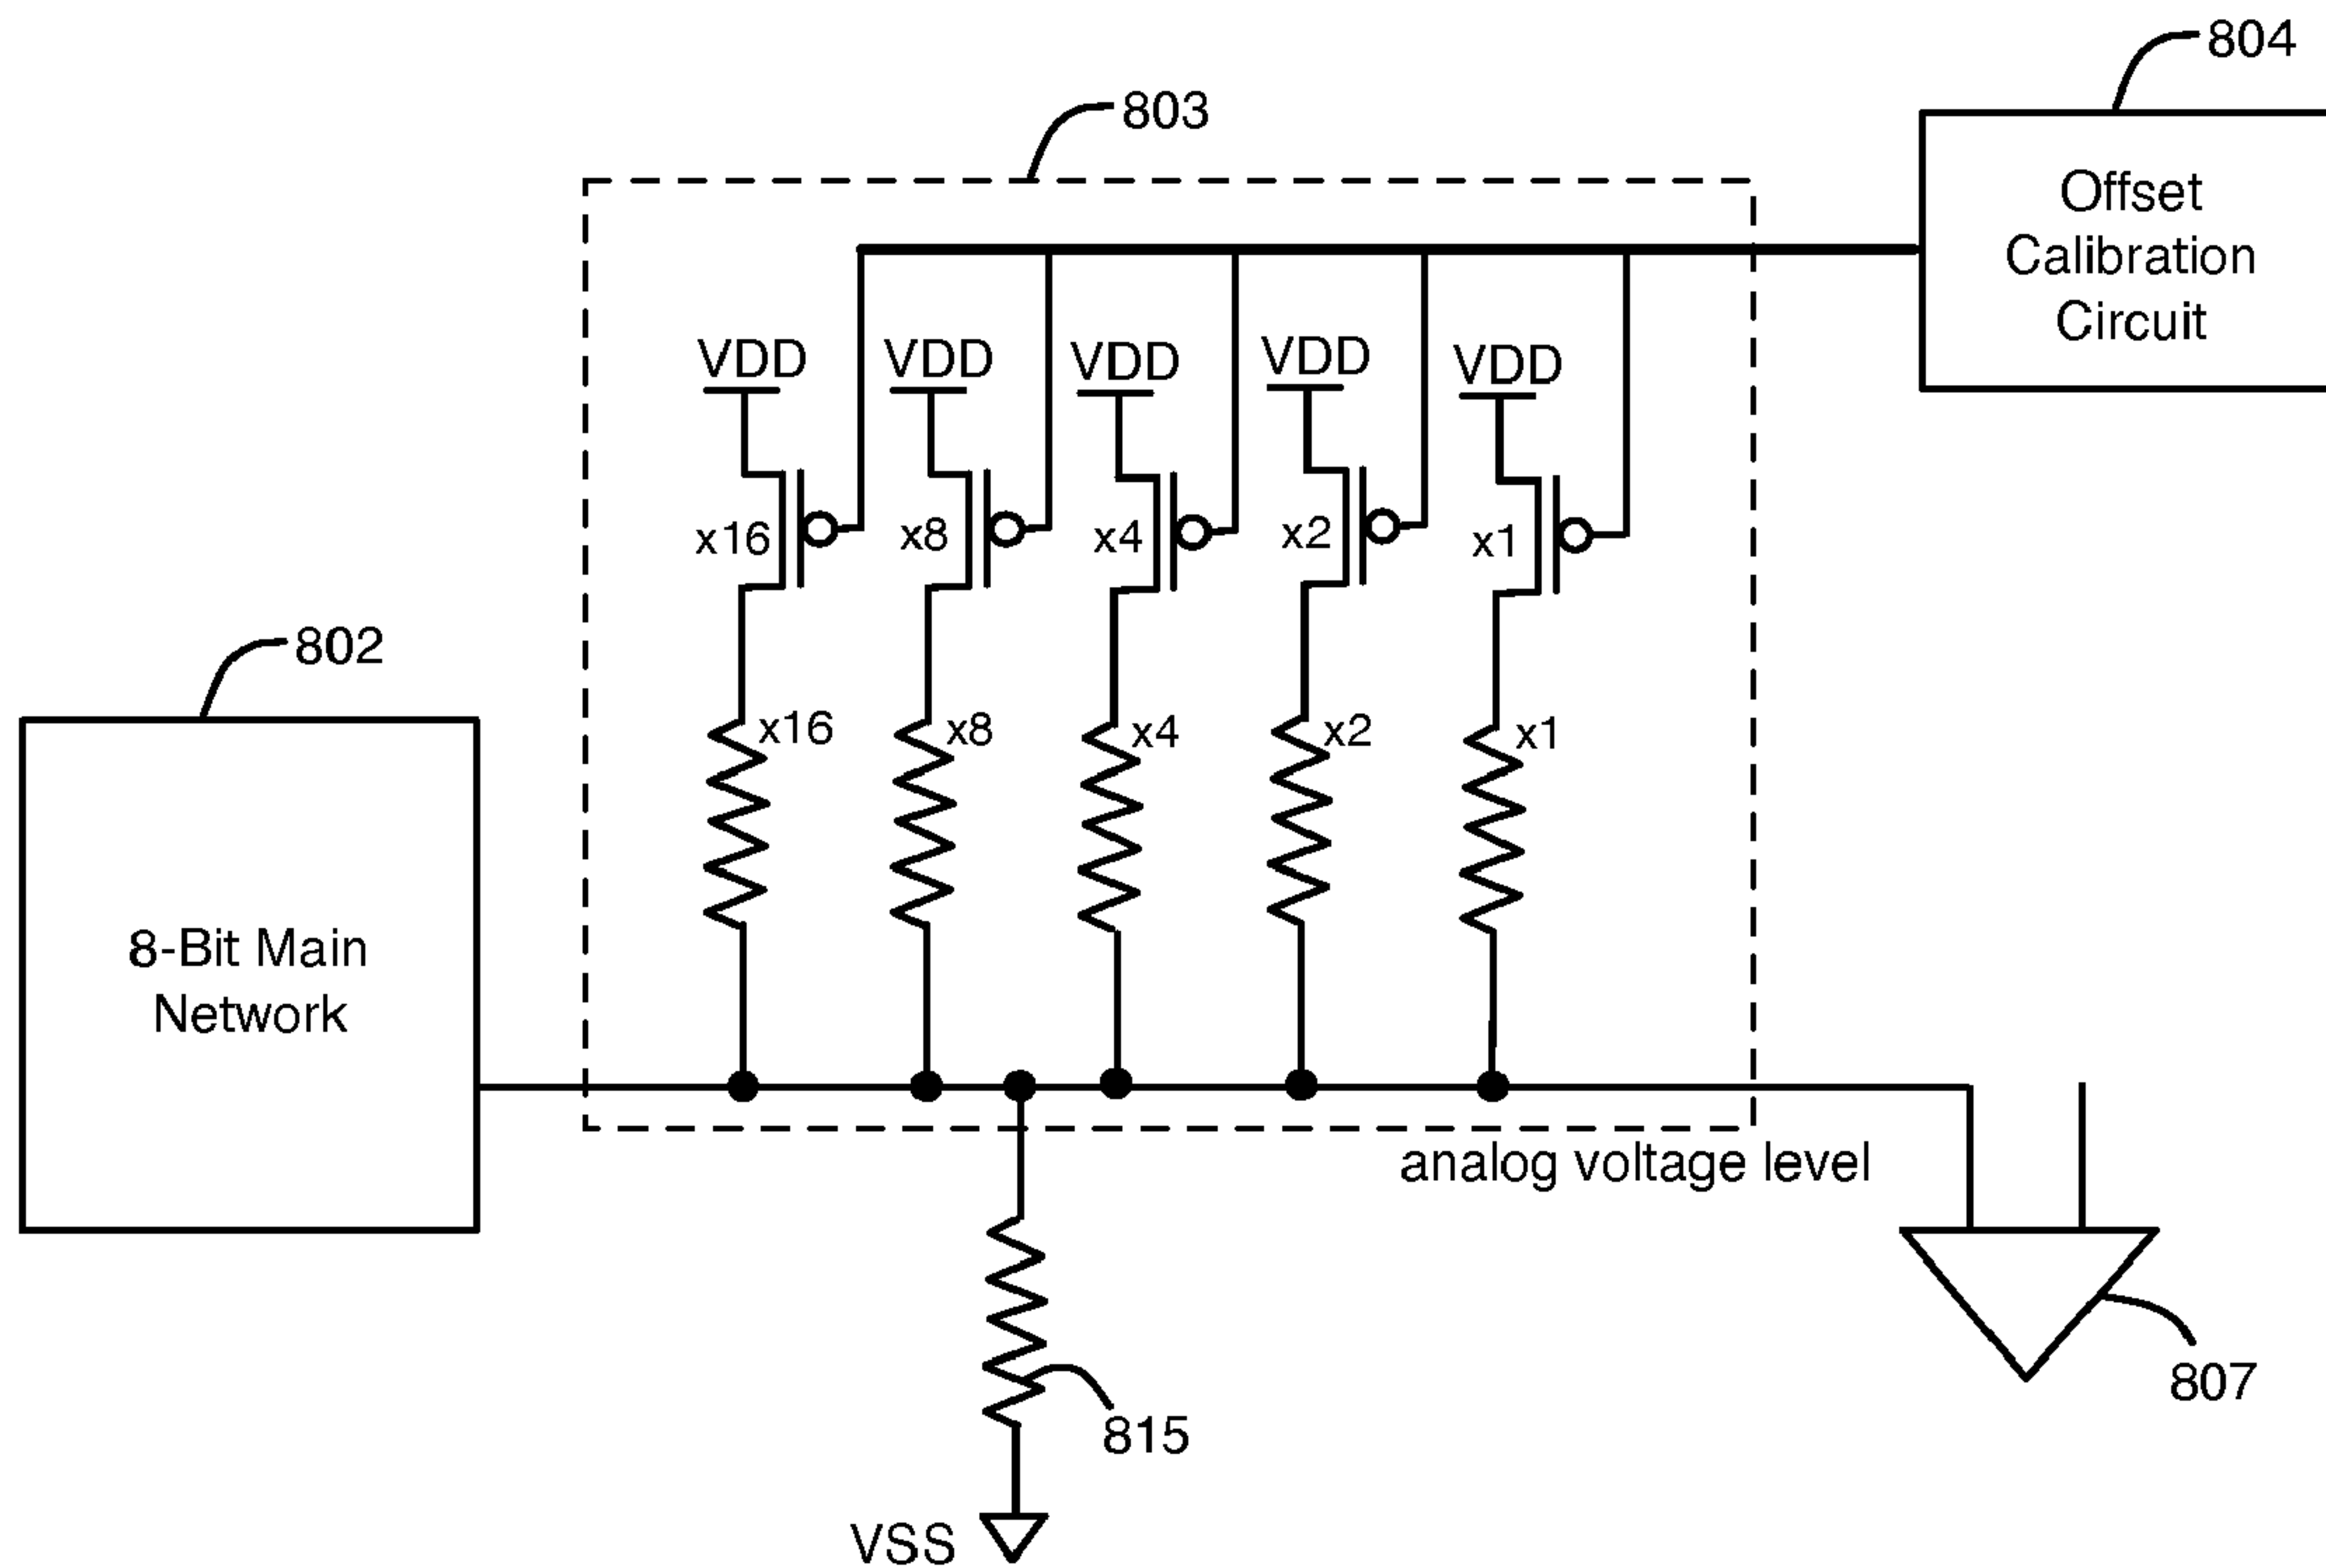 804
803
Offset
Calibration
Circuit
VDD VDD VDD VDD VDD
x16 x8 x4 x2 x1
802
x16 x8 x4 x2 x1
8-Bit Main
Network
analog voltage level
807
815
VSS